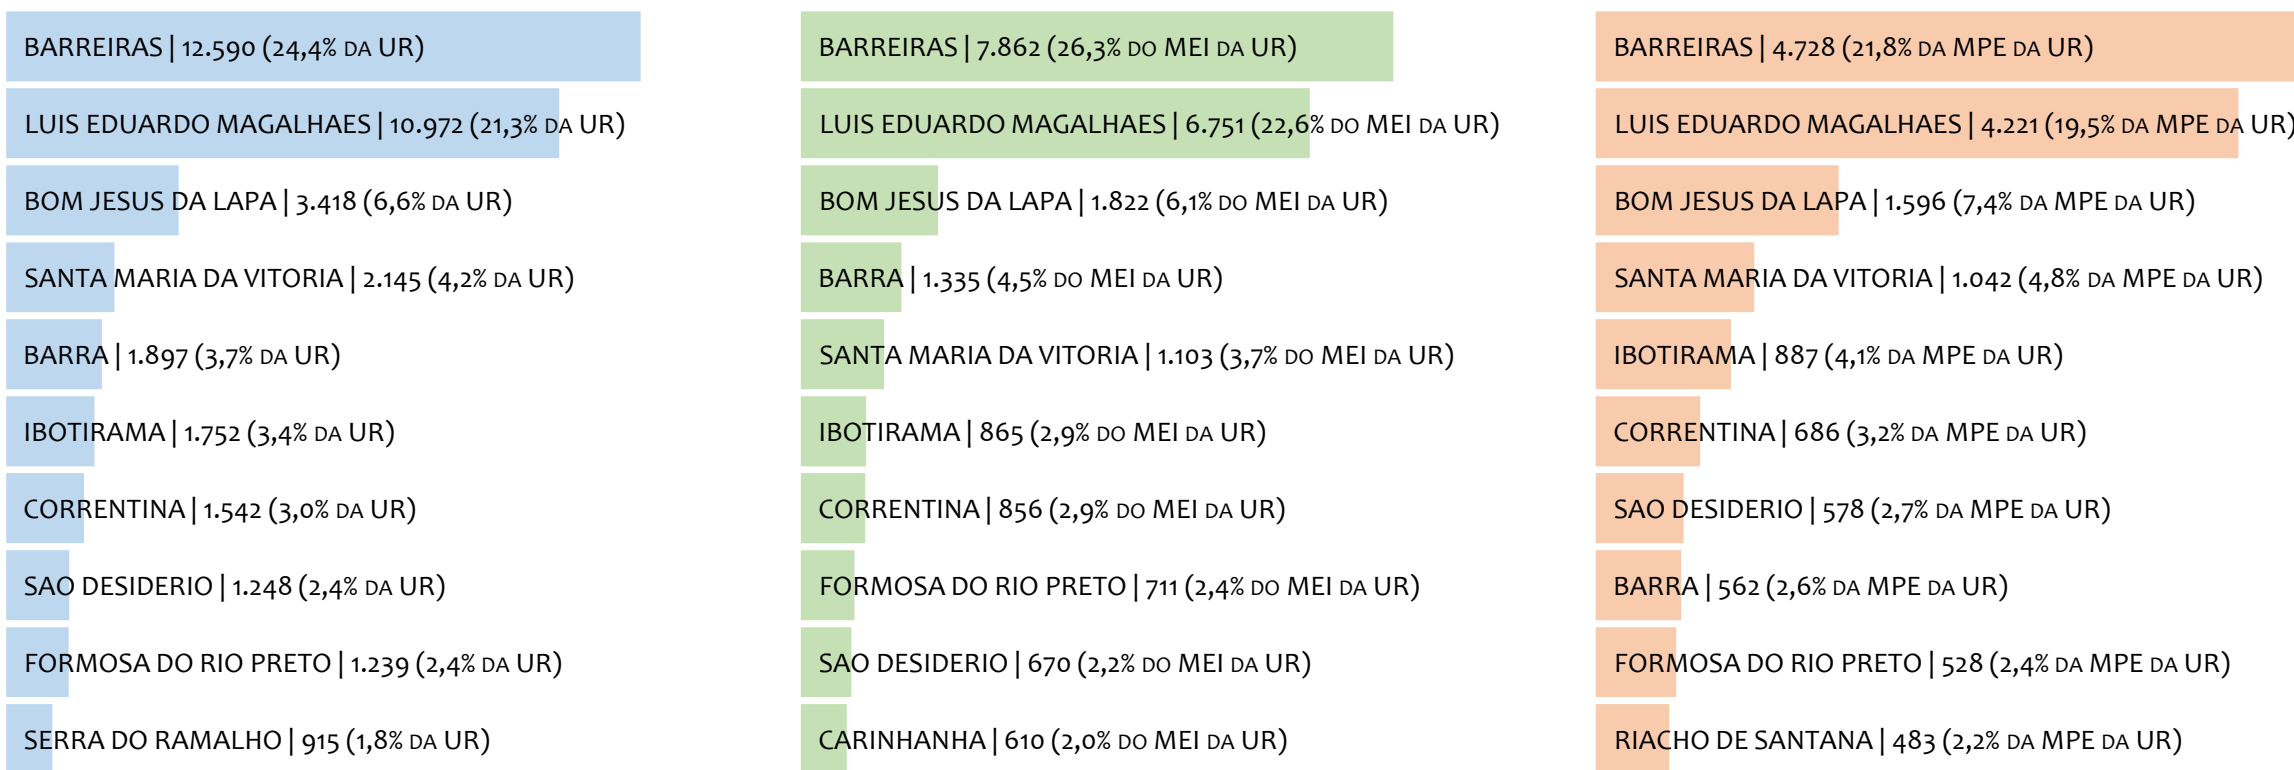 BARREIRAS | 12.590 (24,4% DA UR)
LUIS EDUARDO MAGALHAES | 10.972 (21,3% DA UR)
BOM JESUS DA LAPA | 3.418 (6,6% DA UR)
SANTA MARIA DA VITORIA | 2.145 (4,2% DA UR)
BARRA | 1.897 (3,7% DA UR)
IBOTIRAMA | 1.752 (3,4% DA UR)
CORRENTINA | 1.542 (3,0% DA UR)
SAO DESIDERIO | 1.248 (2,4% DA UR)
FORMOSA DO RIO PRETO | 1.239 (2,4% DA UR)
SERRA DO RAMALHO | 915 (1,8% DA UR)
BARREIRAS | 7.862 (26,3% DO MEI DA UR)
LUIS EDUARDO MAGALHAES | 6.751 (22,6% DO MEI DA UR)
BOM JESUS DA LAPA | 1.822 (6,1% DO MEI DA UR)
BARRA | 1.335 (4,5% DO MEI DA UR)
SANTA MARIA DA VITORIA | 1.103 (3,7% DO MEI DA UR)
IBOTIRAMA | 865 (2,9% DO MEI DA UR)
CORRENTINA | 856 (2,9% DO MEI DA UR)
FORMOSA DO RIO PRETO | 711 (2,4% DO MEI DA UR)
SAO DESIDERIO | 670 (2,2% DO MEI DA UR)
CARINHANHA | 610 (2,0% DO MEI DA UR)
BARREIRAS | 4.728 (21,8% DA MPE DA UR)
LUIS EDUARDO MAGALHAES | 4.221 (19,5% DA MPE DA UR)
BOM JESUS DA LAPA | 1.596 (7,4% DA MPE DA UR)
SANTA MARIA DA VITORIA | 1.042 (4,8% DA MPE DA UR)
IBOTIRAMA | 887 (4,1% DA MPE DA UR)
CORRENTINA | 686 (3,2% DA MPE DA UR)
SAO DESIDERIO | 578 (2,7% DA MPE DA UR)
BARRA | 562 (2,6% DA MPE DA UR)
FORMOSA DO RIO PRETO | 528 (2,4% DA MPE DA UR)
RIACHO DE SANTANA | 483 (2,2% DA MPE DA UR)